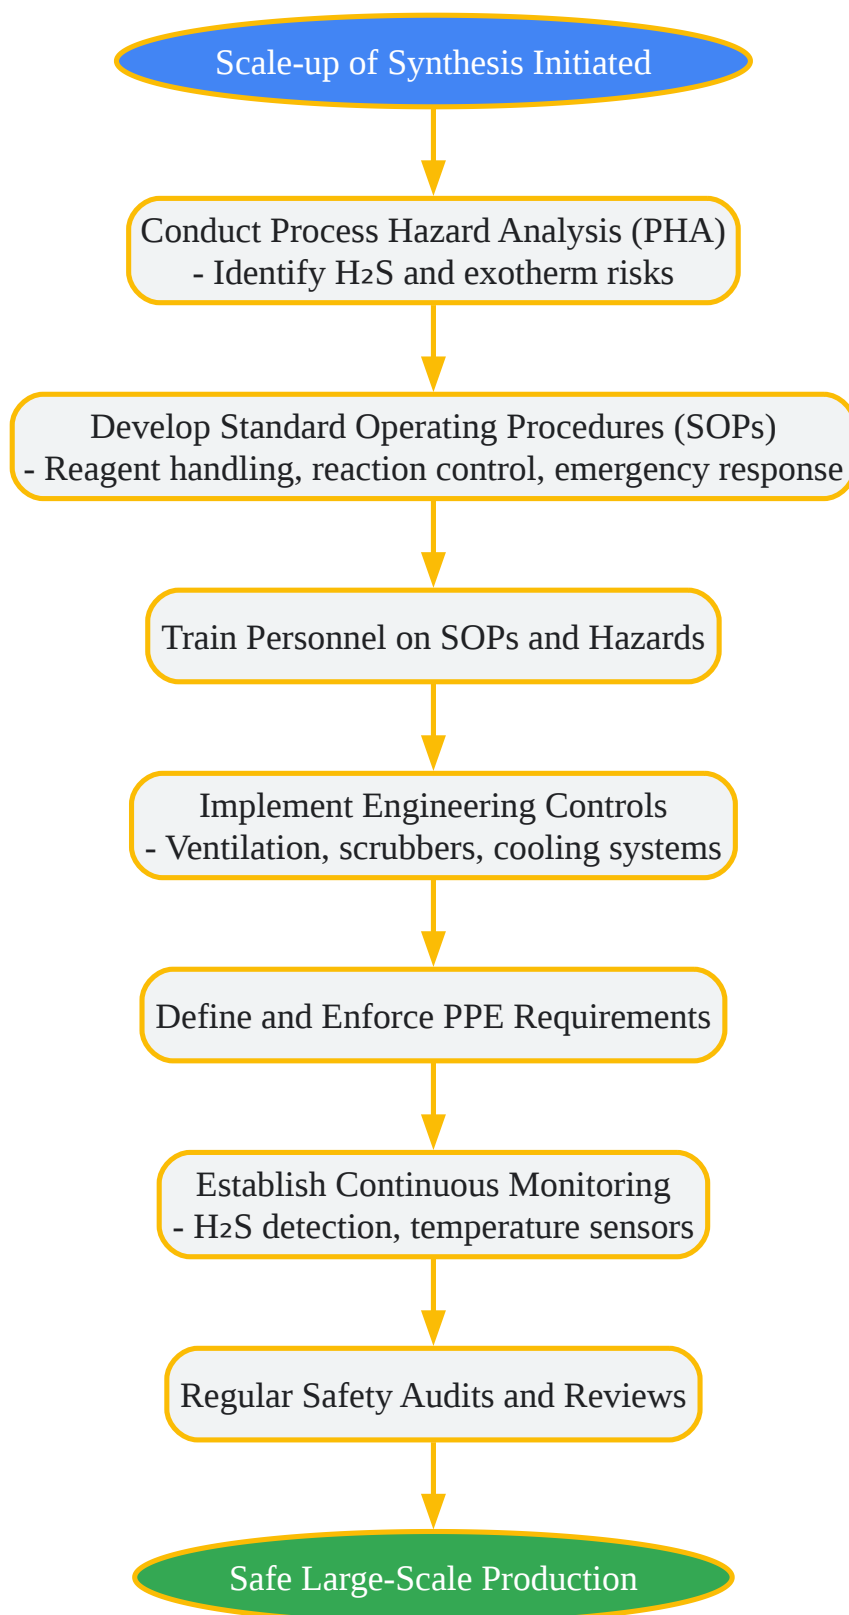 Scale-up of Synthesis Initiated
Conduct Process Hazard Analysis (PHA)
- Identify H₂S and exotherm risks
Develop Standard Operating Procedures (SOPs)
- Reagent handling, reaction control, emergency response
Train Personnel on SOPs and Hazards
Implement Engineering Controls
- Ventilation, scrubbers, cooling systems
Define and Enforce PPE Requirements
Establish Continuous Monitoring
- H₂S detection, temperature sensors
Regular Safety Audits and Reviews
Safe Large-Scale Production